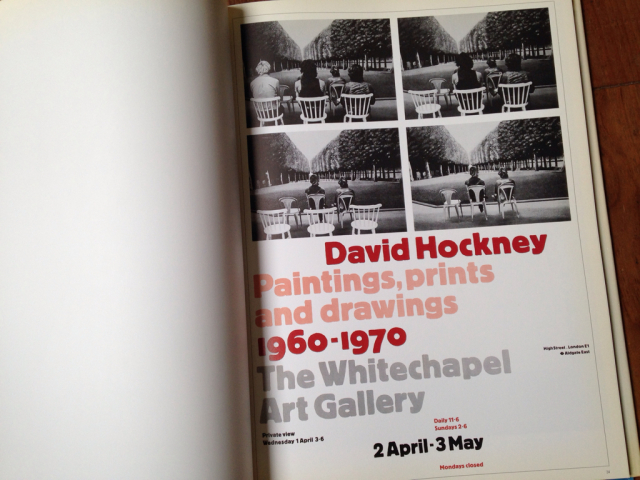 David Hockney
Paintings, prints
and drawings
1960-1970
High Street . London E1
Aldgate East
The Whitechapel
Art Gallery
Private view
Wednesday 1 April 3-6
Daily 11-6
Sundays 2-6
2 April - 3 May
Mondays closed